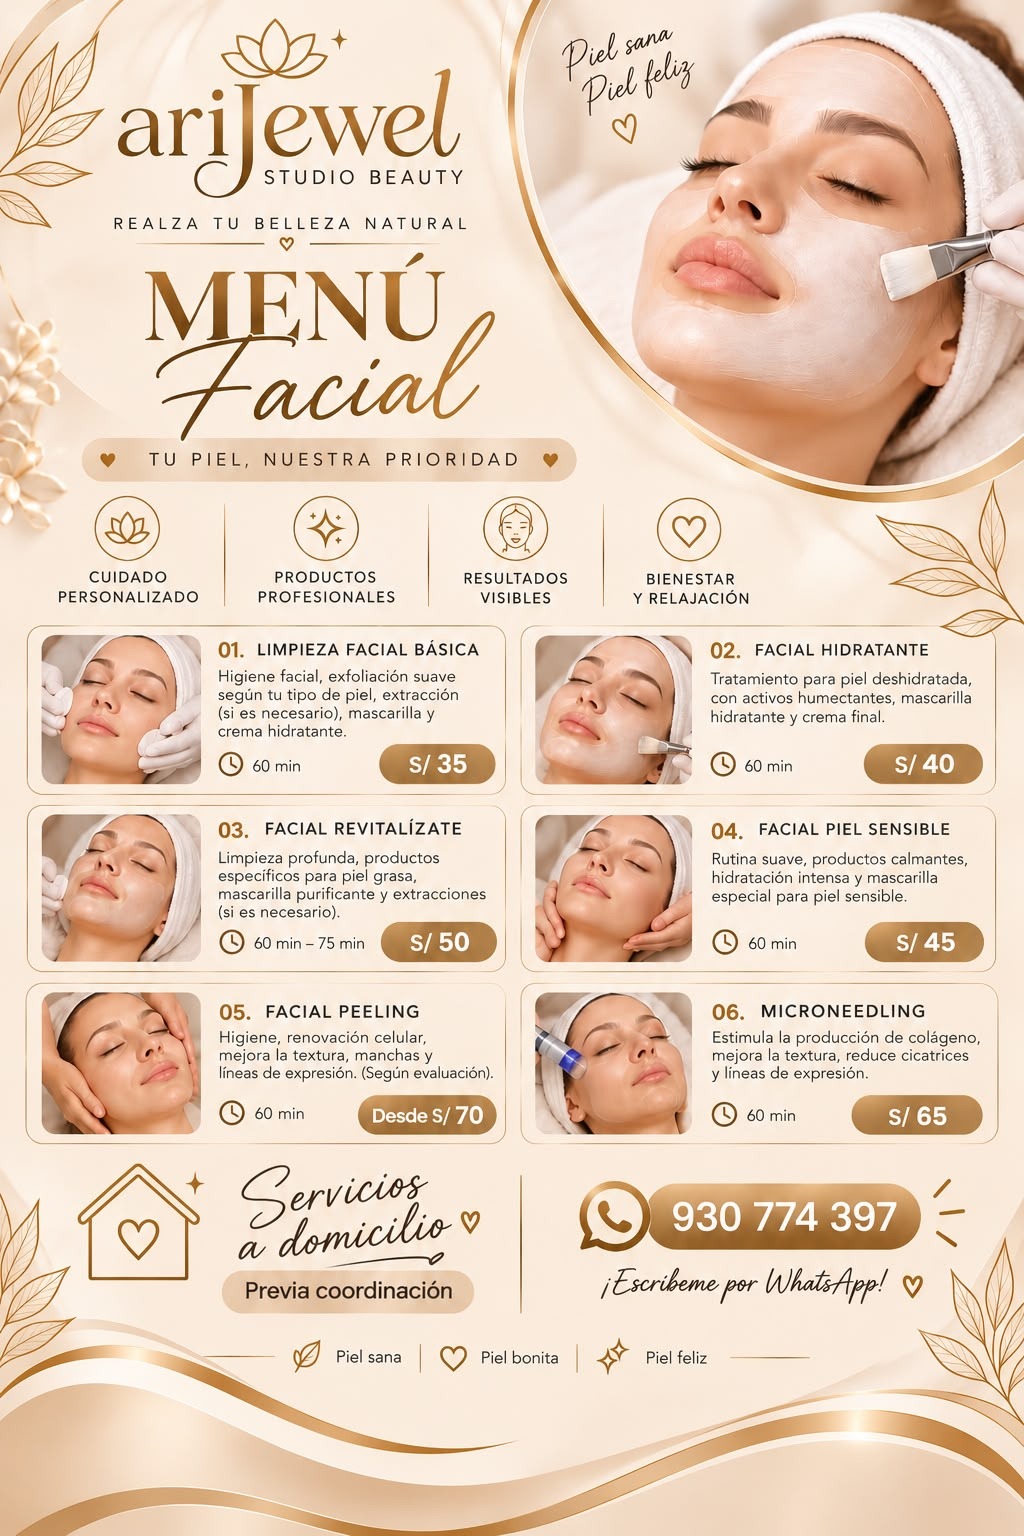 Piel sana
Piel feliz
ariJewel
STUDIO BEAUTY
REALZA TU BELLEZA NATURAL
MENÚ
Facial
TU PIEL, NUESTRA PRIORIDAD
CUIDADO
PERSONALIZADO
PRODUCTOS
PROFESIONALES
RESULTADOS
VISIBLES
BIENESTAR
Y RELAJACIÓN
01. LIMPIEZA FACIAL BÁSICA
Higiene facial, exfoliación suave
según tu tipo de piel, extracción
(si es necesario), mascarilla y
crema hidratante.
60 min
S/ 35
02. FACIAL HIDRATANTE
Tratamiento para piel deshidratada,
con activos humectantes, mascarilla
hidratante y crema final.
60 min
S/ 40
03. FACIAL REVITALÍZATE
Limpieza profunda, productos
específicos para piel grasa,
mascarilla purificante y extracciones
(si es necesario).
60 min – 75 min
S/ 50
04. FACIAL PIEL SENSIBLE
Rutina suave, productos calmantes,
hidratación intensa y mascarilla
especial para piel sensible.
60 min
S/ 45
05. FACIAL PEELING
Higiene, renovación celular,
mejora la textura, manchas y
líneas de expresión. (Según evaluación).
60 min
Desde S/ 70
06. MICRONEEDLING
Estimula la producción de colágeno,
mejora la textura, reduce cicatrices
y líneas de expresión.
60 min
S/ 65
Servicios
a domicilio
Previa coordinación
930 774 397
¡Escribeme por WhatsApp!
Piel sana
Piel bonita
Piel feliz